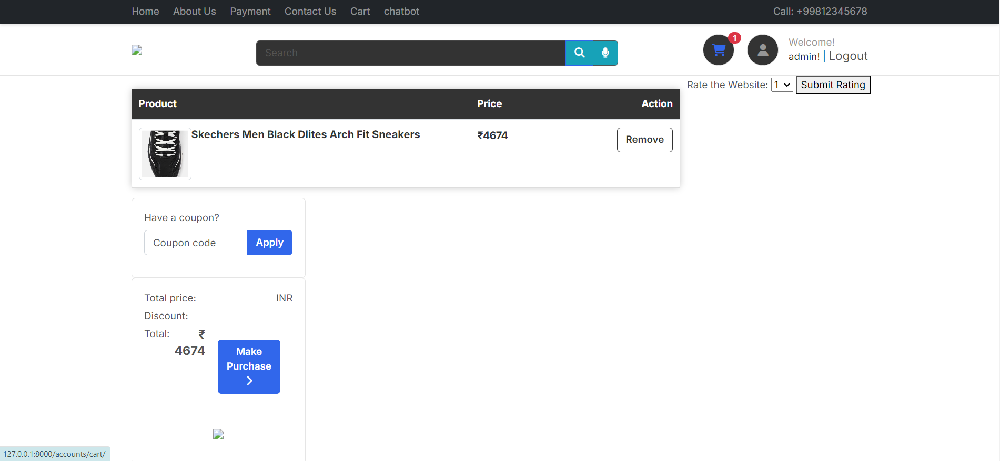 Home About Us Payment Contact Us Cart chatbot Call: +99812345678
Search
1
Welcome!
admin! | Logout
Rate the Website: 1 Submit Rating
Product Price Action
Skechers Men Black Dlites Arch Fit Sneakers ₹4674 Remove
Have a coupon?
Coupon code Apply
Total price: INR
Discount:
Total: ₹
4674
Make
Purchase
127.0.0.1:8000/accounts/cart/